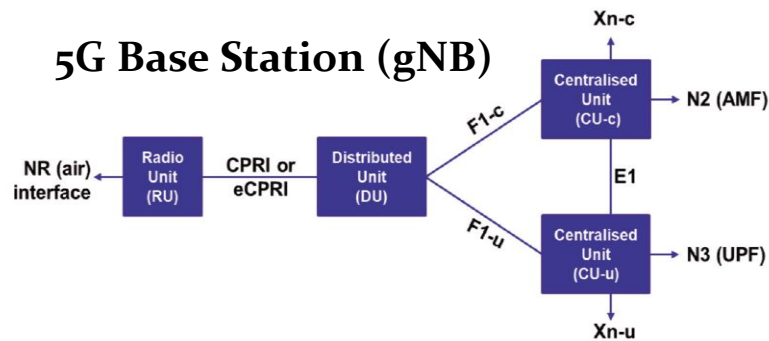 5G Base Station (gNB)
Xn-c
Centralised
Unit
(CU-c)
N2 (AMF)
F1-c
NR (air)
interface
Radio
Unit
(RU)
CPRI or
eCPRI
Distributed
Unit
(DU)
E1
F1-u
Centralised
Unit
(CU-u)
N3 (UPF)
Xn-u